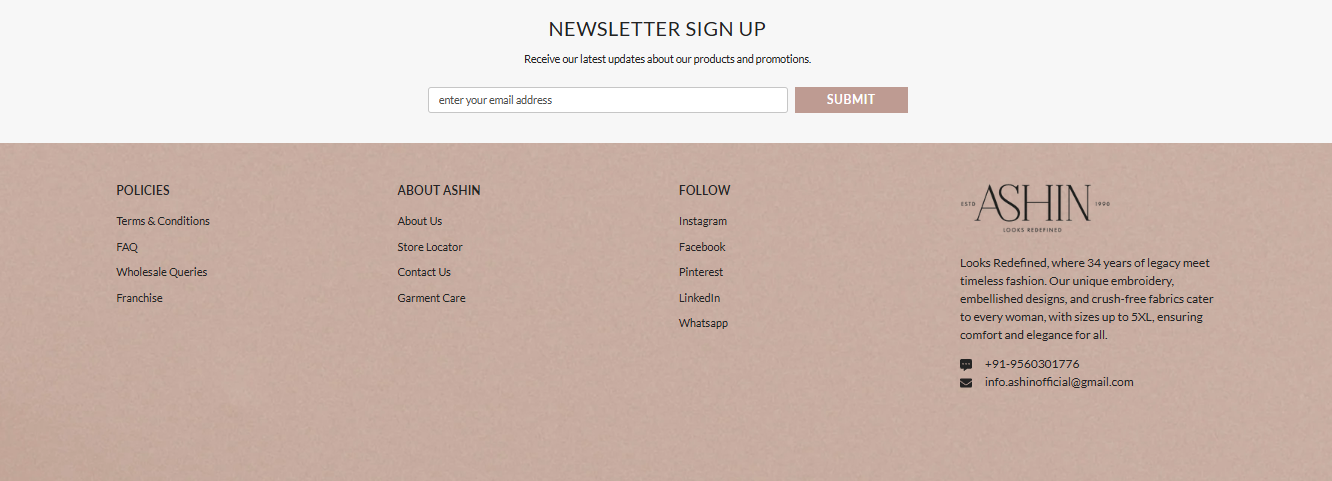 NEWSLETTER SIGN UP
Receive our latest updates about our products and promotions.
enter your email address
SUBMIT
POLICIES
Terms & Conditions
FAQ
Wholesale Queries
Franchise
ABOUT ASHIN
About Us
Store Locator
Contact Us
Garment Care
FOLLOW
Instagram
Facebook
Pinterest
LinkedIn
Whatsapp
ESTD ASHIN 1990
LOOKS REDEFINED
Looks Redefined, where 34 years of legacy meet
timeless fashion. Our unique embroidery,
embellished designs, and crush-free fabrics cater
to every woman, with sizes up to 5XL, ensuring
comfort and elegance for all.
+91-9560301776
info.ashinofficial@gmail.com